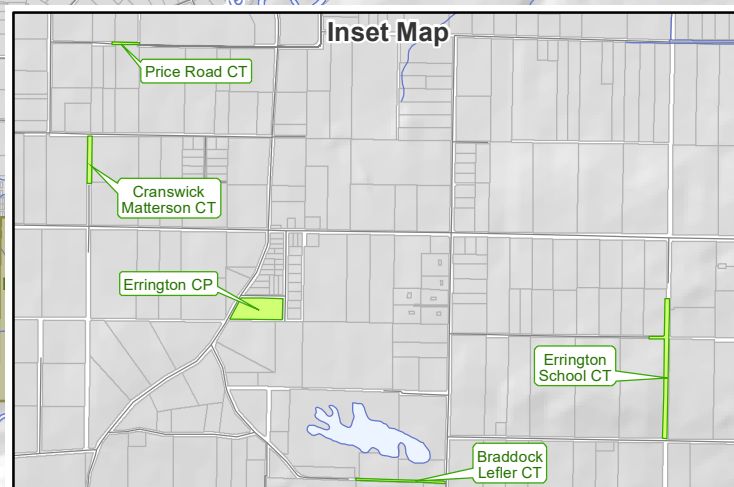 Inset Map
Price Road CT
Cranswick
Matterson CT
Errington CP
Errington
School CT
Braddock
Lefler CT